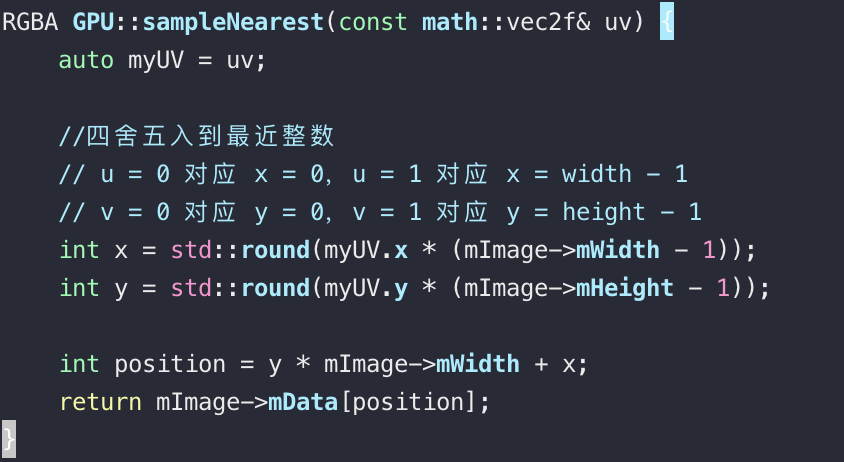 RGBA GPU::sampleNearest(const math::vec2f& uv) {
    auto myUV = uv;

    //四舍五入到最近整数
    // u = 0 对应 x = 0, u = 1 对应 x = width - 1
    // v = 0 对应 y = 0, v = 1 对应 y = height - 1
    int x = std::round(myUV.x * (mImage->mWidth - 1));
    int y = std::round(myUV.y * (mImage->mHeight - 1));

    int position = y * mImage->mWidth + x;
    return mImage->mData[position];
}